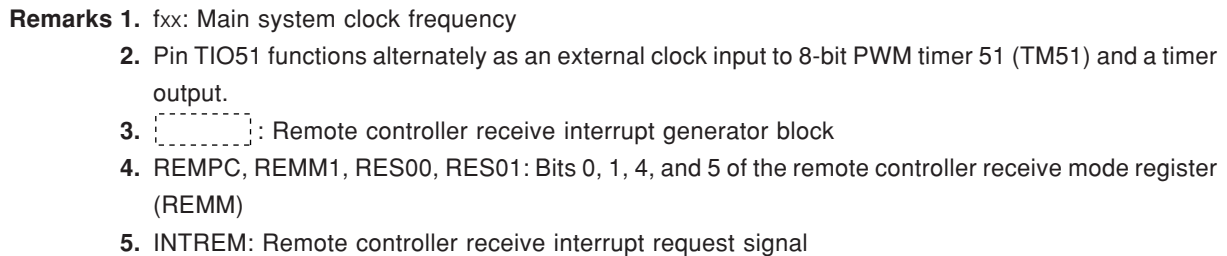 Remarks 1. fxx: Main system clock frequency
2. Pin TIO51 functions alternately as an external clock input to 8-bit PWM timer 51 (TM51) and a timer
output.
3. : Remote controller receive interrupt generator block
4. REMPC, REMM1, RES00, RES01: Bits 0, 1, 4, and 5 of the remote controller receive mode register
(REMM)
5. INTREM: Remote controller receive interrupt request signal